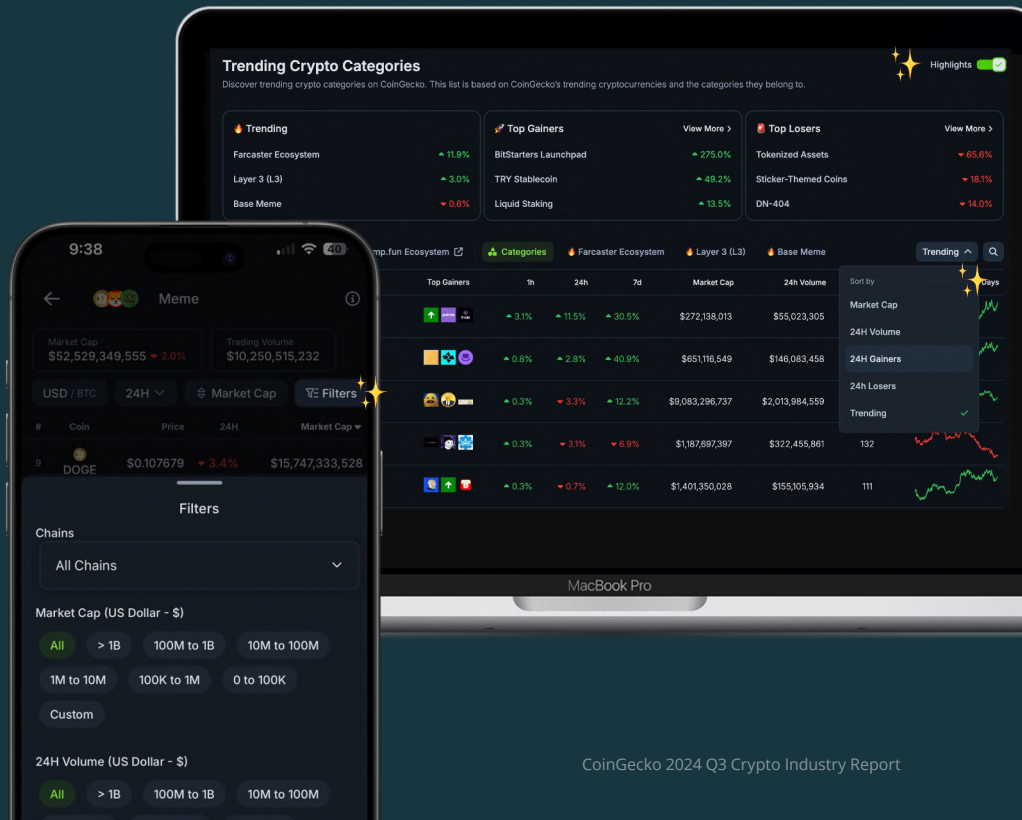 Trending Crypto Categories
Discover trending crypto categories on CoinGecko. This list is based on CoinGecko's trending cryptocurrencies and the categories they belong to.
Highlights
Trending
Farcaster Ecosystem 11.9%
Layer 3 (L3) 3.0%
Base Meme 0.6%
Top Gainers View More >
BitStarters Launchpad 275.0%
TRY Stablecoin 49.2%
Liquid Staking 13.5%
Top Losers View More >
Tokenized Assets 65.6%
Sticker-Themed Coins 18.1%
DN-404 14.0%
mp.fun Ecosystem Categories Farcaster Ecosystem Layer 3 (L3) Base Meme Trending
Top Gainers 1h 24h 7d Market Cap 24h Volume Days
3.1% 11.5% 30.5% $272,138,013 $55,023,305
0.8% 2.8% 40.9% $651,116,549 $146,083,458
0.3% 3.3% 12.2% $9,083,296,737 $2,013,984,559
0.3% 3.1% 6.9% $1,187,697,397 $322,455,861 132
0.3% 0.7% 12.0% $1,401,350,028 $155,105,934 111
Sort by
Market Cap
24H Volume
24H Gainers
24h Losers
Trending
MacBook Pro
9:38 40
Meme
Market Cap
$52,529,349,555 2.0%
Trading Volume
$10,250,515,232
USD / BTC 24H Market Cap Filters
# Coin Price 24H Market Cap
9 DOGE $0.107679 3.4% $15,747,333,528
Filters
Chains
All Chains
Market Cap (US Dollar - $)
All > 1B 100M to 1B 10M to 100M
1M to 10M 100K to 1M 0 to 100K
Custom
24H Volume (US Dollar - $)
All > 1B 100M to 1B 10M to 100M
CoinGecko 2024 Q3 Crypto Industry Report